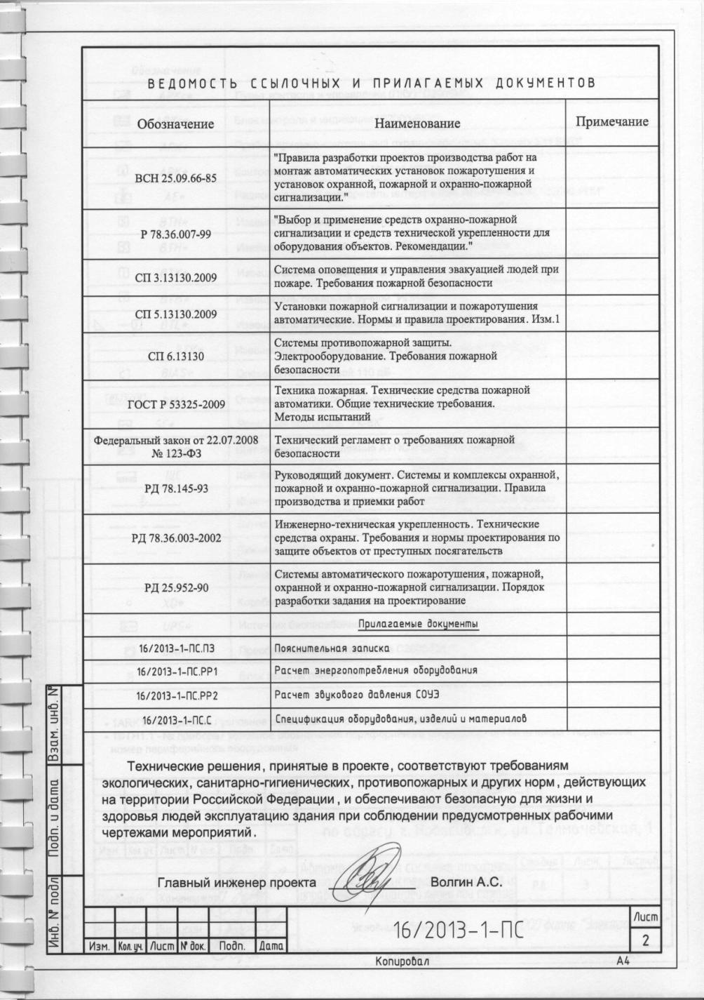 ВЕДОМОСТЬ ССЫЛОЧНЫХ И ПРИЛАГАЕМЫХ ДОКУМЕНТОВ
Обозначение
Наименование
Примечание
ВСН 25.09.66-85
"Правила разработки проектов производства работ на
монтаж автоматических установок пожаротушения и
установок охранной, пожарной и охранно-пожарной
сигнализации."
Р 78.36.007-99
"Выбор и применение средств охранно-пожарной
сигнализации и средств технической укрепленности для
оборудования объектов. Рекомендации."
СП 3.13130.2009
Система оповещения и управления эвакуацией людей при
пожаре. Требования пожарной безопасности
СП 5.13130.2009
Установки пожарной сигнализации и пожаротушения
автоматические. Нормы и правила проектирования. Изм.1
СП 6.13130
Системы противопожарной защиты.
Электрооборудование. Требования пожарной
безопасности
ГОСТ Р 53325-2009
Техника пожарная. Технические средства пожарной
автоматики. Общие технические требования.
Методы испытаний
Федеральный закон от 22.07.2008
№ 123-ФЗ
Технический регламент о требованиях пожарной
безопасности
РД 78.145-93
Руководящий документ. Системы и комплексы охранной,
пожарной и охранно-пожарной сигнализации. Правила
производства и приемки работ
РД 78.36.003-2002
Инженерно-техническая укрепленность. Технические
средства охраны. Требования и нормы проектирования по
защите объектов от преступных посягательств
РД 25.952-90
Системы автоматического пожаротушения, пожарной,
охранной и охранно-пожарной сигнализации. Порядок
разработки задания на проектирование
Прилагаемые документы
16/2013-1-ПС.ПЗ
Пояснительная записка
16/2013-1-ПС.РР1
Расчет энергопотребления оборудования
16/2013-1-ПС.РР2
Расчет звукового давления СОУЭ
16/2013-1-ПС.С
Спецификация оборудования, изделий и материалов
Технические решения, принятые в проекте, соответствуют требованиям
экологических, санитарно-гигиенических, противопожарных и других норм, действующих
на территории Российской Федерации, и обеспечивают безопасную для жизни и
здоровья людей эксплуатацию здания при соблюдении предусмотренных рабочими
чертежами мероприятий.
Главный инженер проекта
Волгин А.С.
Взам. инв. №
Подп. и дата
Инв. № подл
Изм.
Кол. уч.
Лист
№ док.
Подп.
Дата
16/2013-1-ПС
Лист
2
Копировал
А4